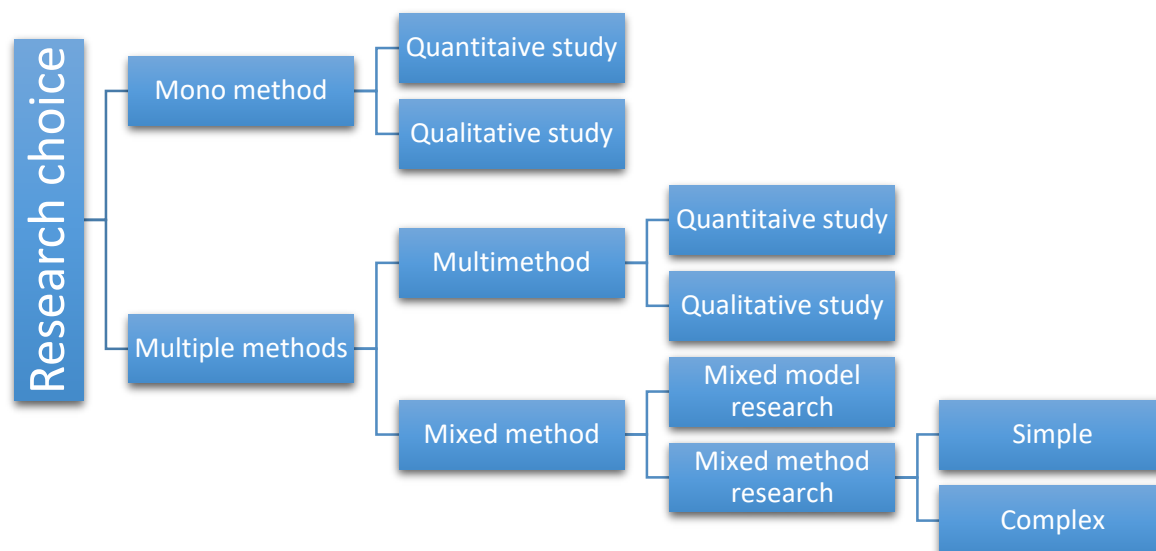 Research choice
Mono method
Quantitaive study
Qualitative study
Multiple methods
Multimethod
Quantitaive study
Qualitative study
Mixed method
Mixed model
research
Mixed method
research
Simple
Complex